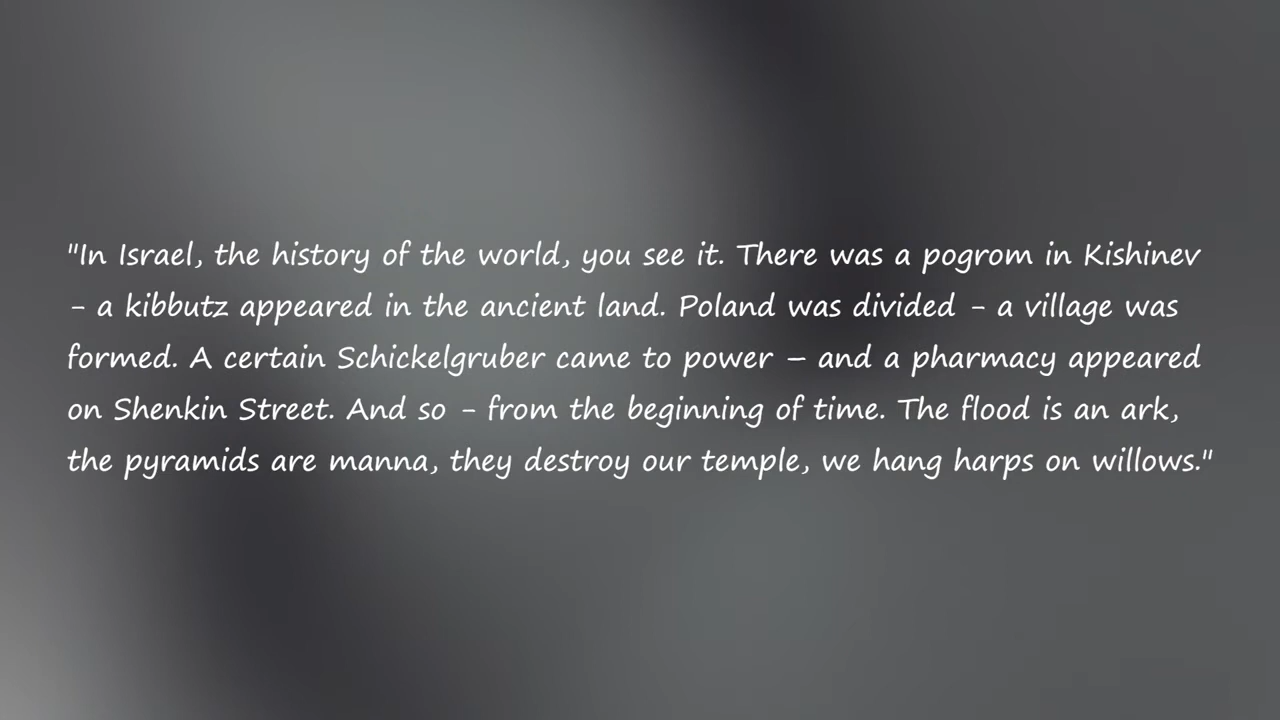 "In Israel, the history of the world, you see it. There was a pogrom in Kishinev
- a kibbutz appeared in the ancient land. Poland was divided - a village was
formed. A certain Schickelgruber came to power – and a pharmacy appeared
on Shenkin Street. And so - from the beginning of time. The flood is an ark,
the pyramids are manna, they destroy our temple, we hang harps on willows."